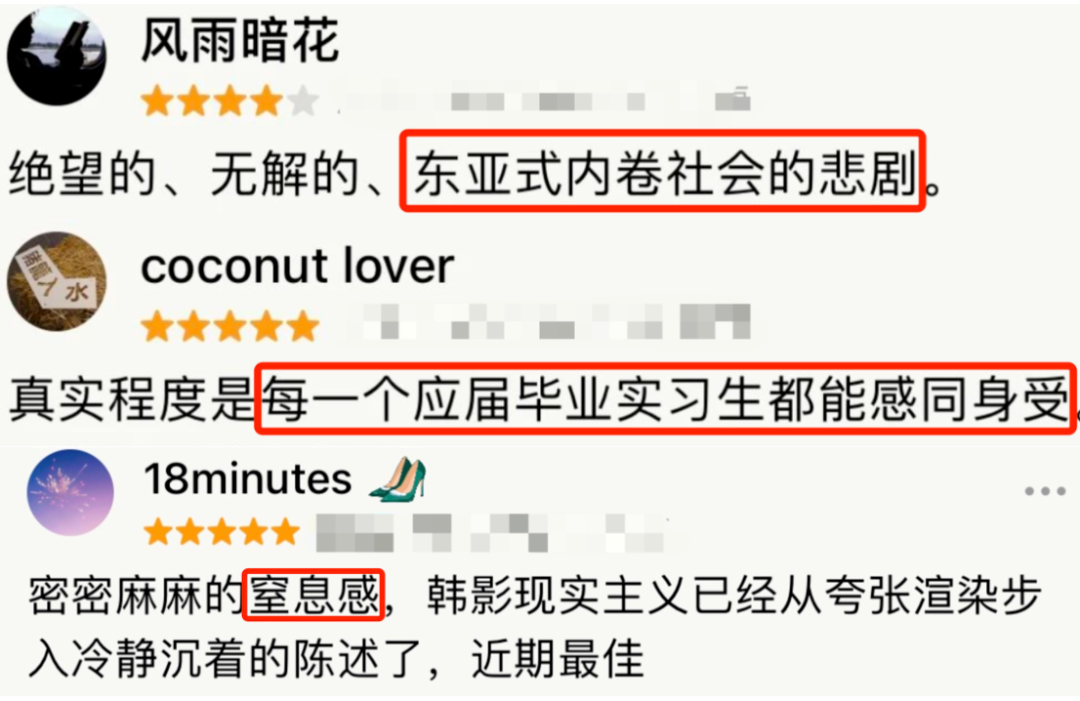 风雨暗花
绝望的、无解的、东亚式内卷社会的悲剧。
coconut lover
真实程度是每一个应届毕业实习生都能感同身受。
18minutes
密密麻麻的窒息感，韩影现实主义已经从夸张渲染步
入冷静沉着的陈述了，近期最佳